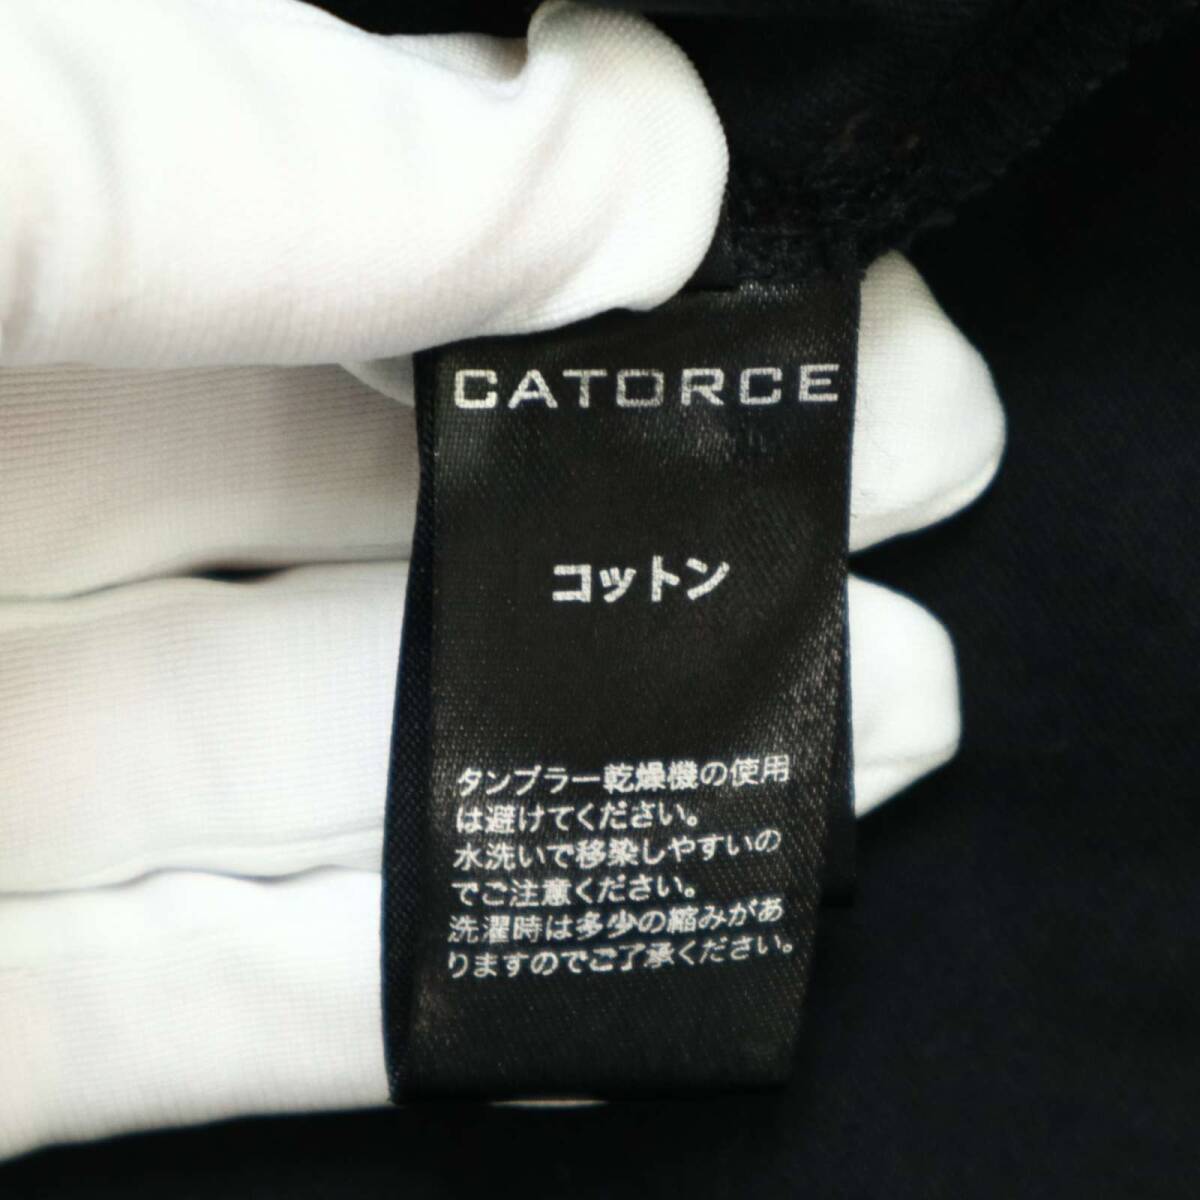 CATORCE
コットン
タンブラー乾燥機の使用
は避けてください。
水洗いで移染しやすいの
でご注意ください。
洗濯時は多少の縮みがあ
りますのでご了承ください。